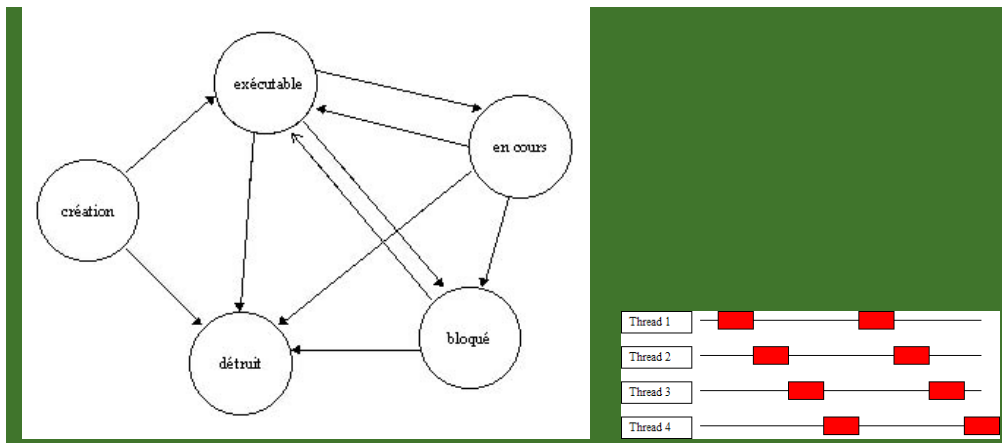 exécutable
en cours
création
bloqué
détruit
Thread 1
Thread 2
Thread 3
Thread 4